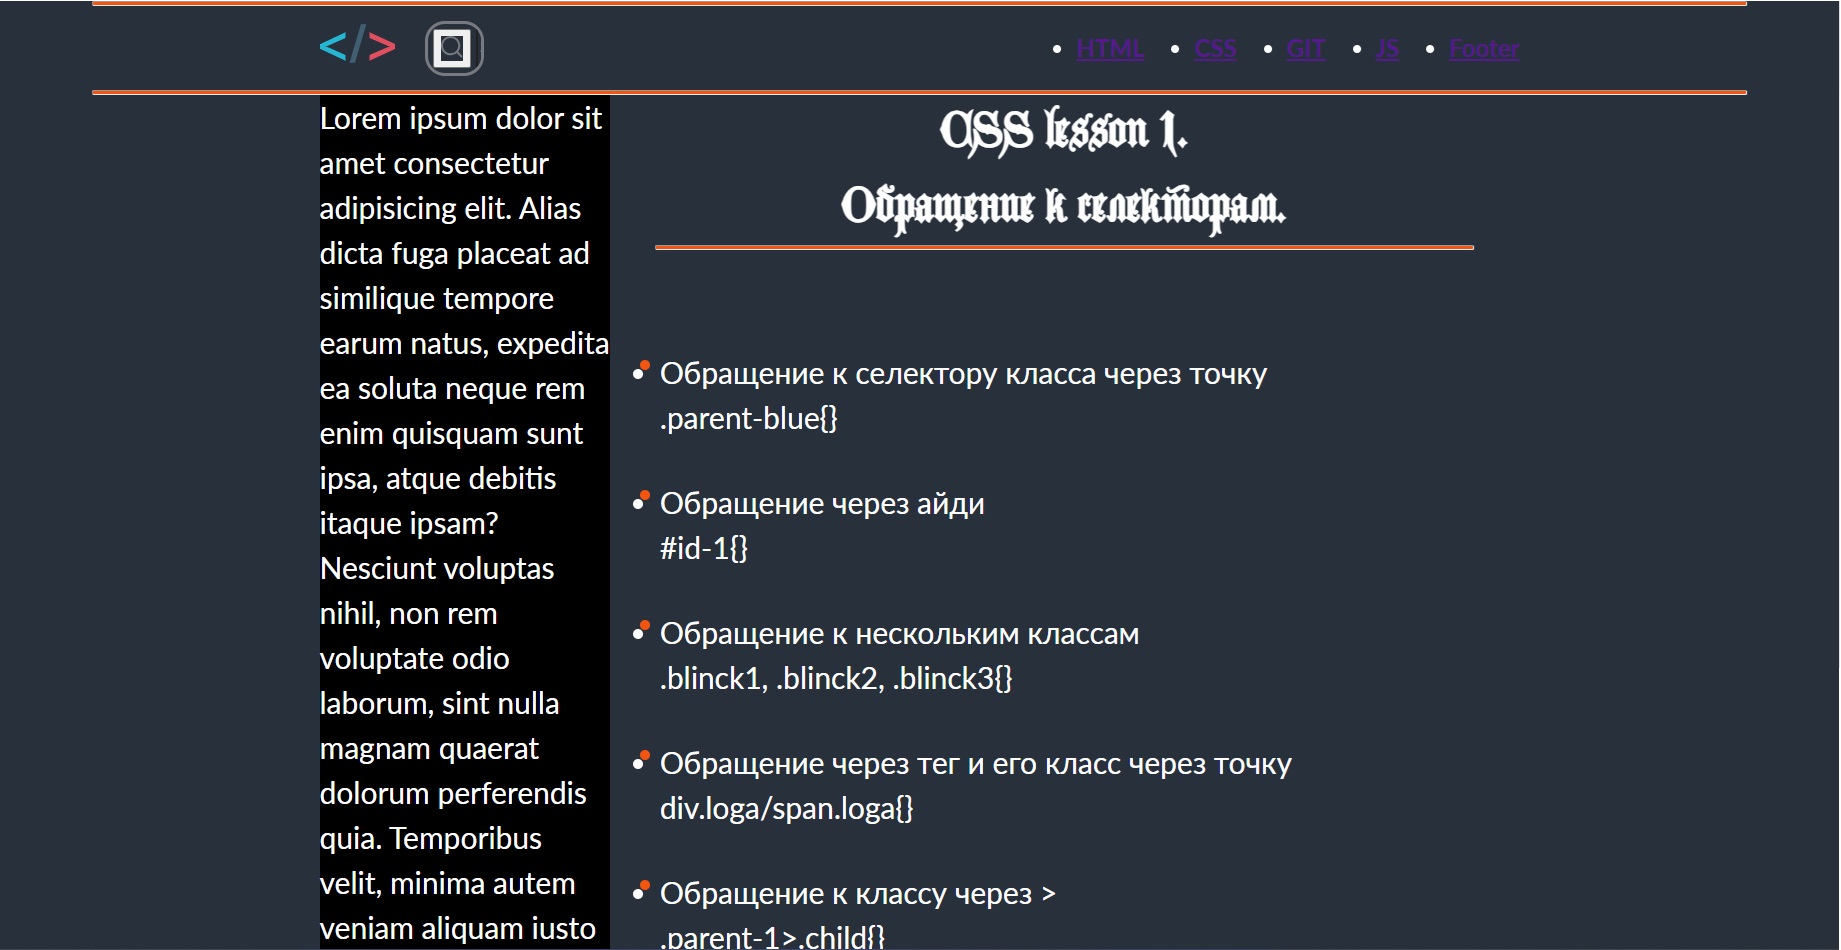 </>
HTML CSS GIT JS Footer
Lorem ipsum dolor sit
amet consectetur
adipisicing elit. Alias
dicta fuga placeat ad
similique tempore
earum natus, expedita
ea soluta neque rem
enim quisquam sunt
ipsa, atque debitis
itaque ipsam?
Nesciunt voluptas
nihil, non rem
voluptate odio
laborum, sint nulla
magnam quaerat
dolorum perferendis
quia. Temporibus
velit, minima autem
veniam aliquam iusto
CSS lesson 1.
Обращение к селекторам.
Обращение к селектору класса через точку
.parent-blue{}
Обращение через айди
#id-1{}
Обращение к нескольким классам
.blinck1, .blinck2, .blinck3{}
Обращение через тег и его класс через точку
div.loga/span.loga{}
Обращение к классу через >
.parent-1>.child{}